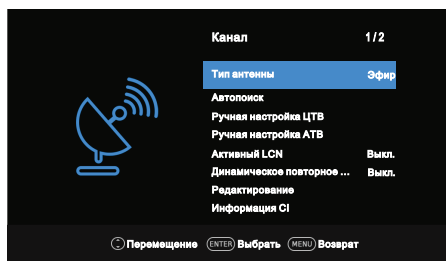 Канал 1/2
Тип антенны Эфир
Автопоиск
Ручная настройка ЦТВ
Ручная настройка АТВ
Активный LCN Выкл.
Динамическое повторное ... Выкл.
Редактирование
Информация CI
Перемещение ENTER Выбрать MENU Возврат